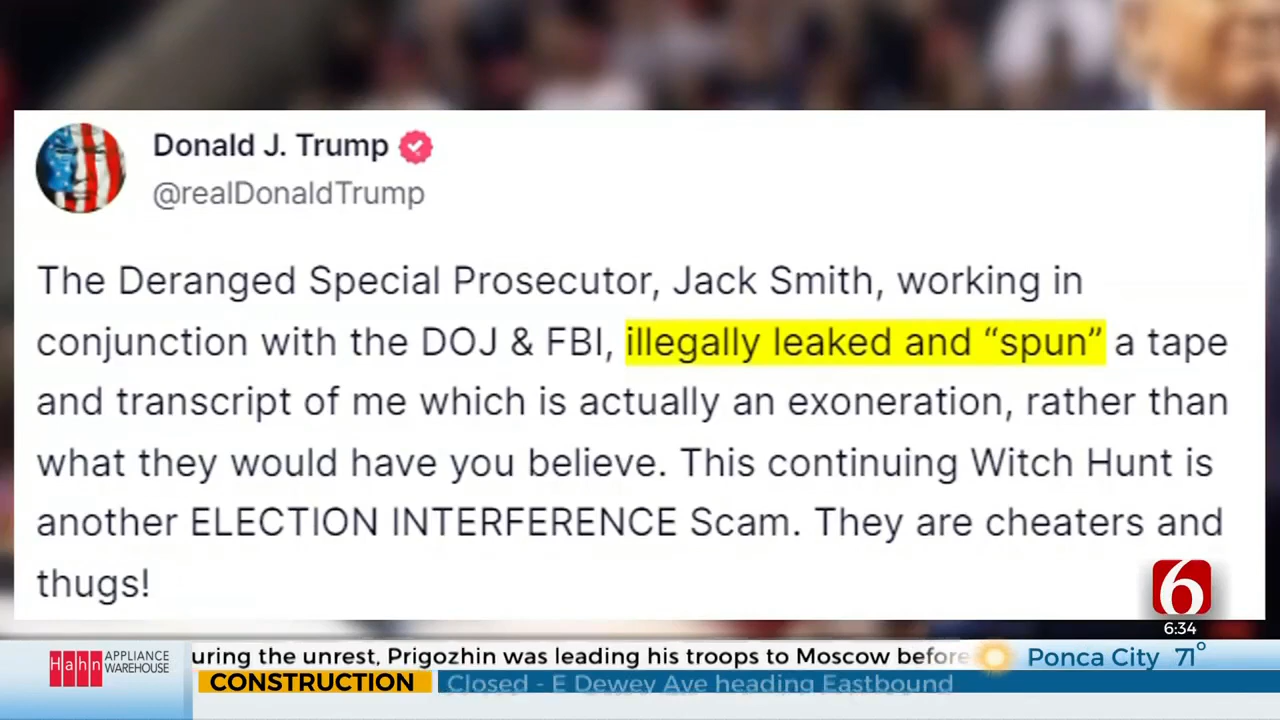 Donald J. Trump
@realDonaldTrump
The Deranged Special Prosecutor, Jack Smith, working in
conjunction with the DOJ & FBI, illegally leaked and “spun” a tape
and transcript of me which is actually an exoneration, rather than
what they would have you believe. This continuing Witch Hunt is
another ELECTION INTERFERENCE Scam. They are cheaters and
thugs!
6
6:34
Hahn APPLIANCE
WAREHOUSE
uring the unrest, Prigozhin was leading his troops to Moscow before
Ponca City 71°
CONSTRUCTION
Closed - E Dewey Ave heading Eastbound